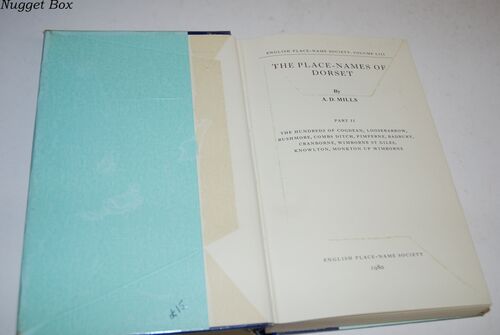 Nugget Box
ENGLISH PLACE-NAME SOCIETY. VOLUME LIII
THE PLACE-NAMES OF
DORSET
By
A. D. MILLS
PART II
THE HUNDREDS OF COGDEAN, LOOSEBARROW,
RUSHMORE, COMBS DITCH, PIMPERNE, BADBURY,
CRANBORNE, WIMBORNE ST GILES,
KNOWLTON, MONKTON UP WIMBORNE
ENGLISH PLACE-NAME SOCIETY
1980
£15